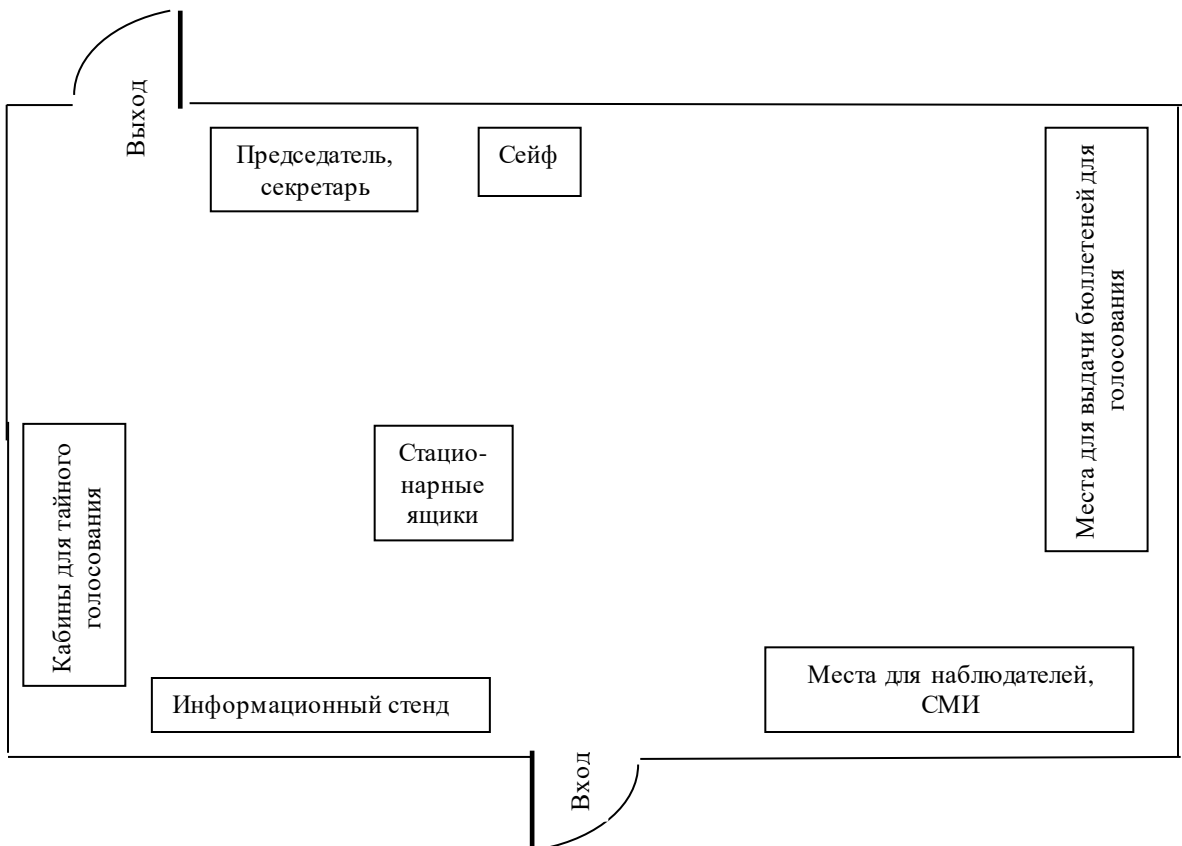 Выход
Председатель,
секретарь
Сейф
Места для выдачи бюллетеней для
голосования
Кабины для тайного
голосования
Стацио-
нарные
ящики
Информационный стенд
Места для наблюдателей,
СМИ
Вход